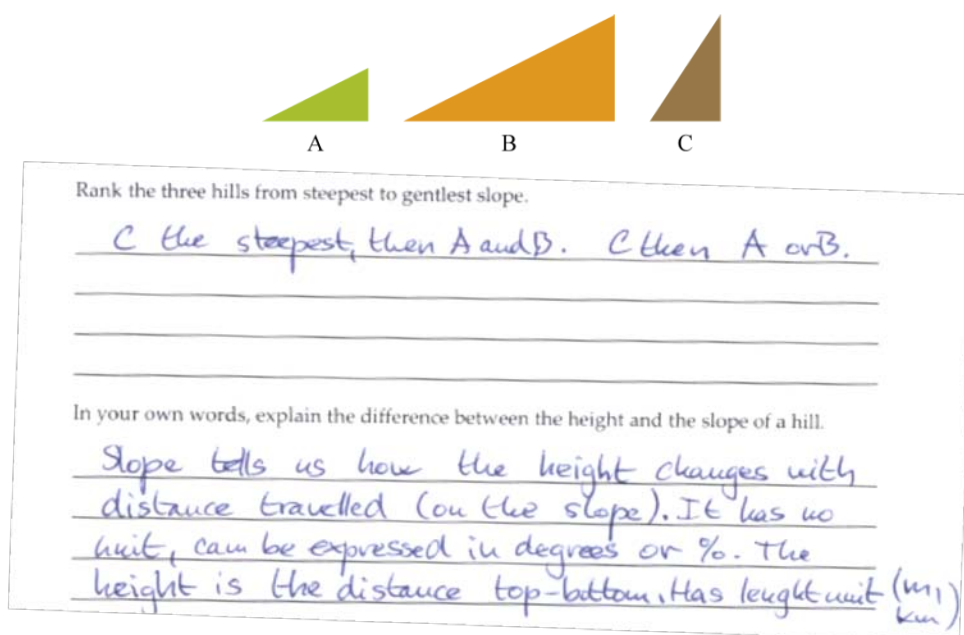 A B C
Rank the three hills from steepest to gentlest slope.
C the steepest, then A and B. C then A or B.
In your own words, explain the difference between the height and the slope of a hill.
Slope tells us how the height changes with
distance travelled (on the slope). It has no
unit, can be expressed in degrees or %. The
height is the distance top-bottom. Has lenght unit (m,
km)